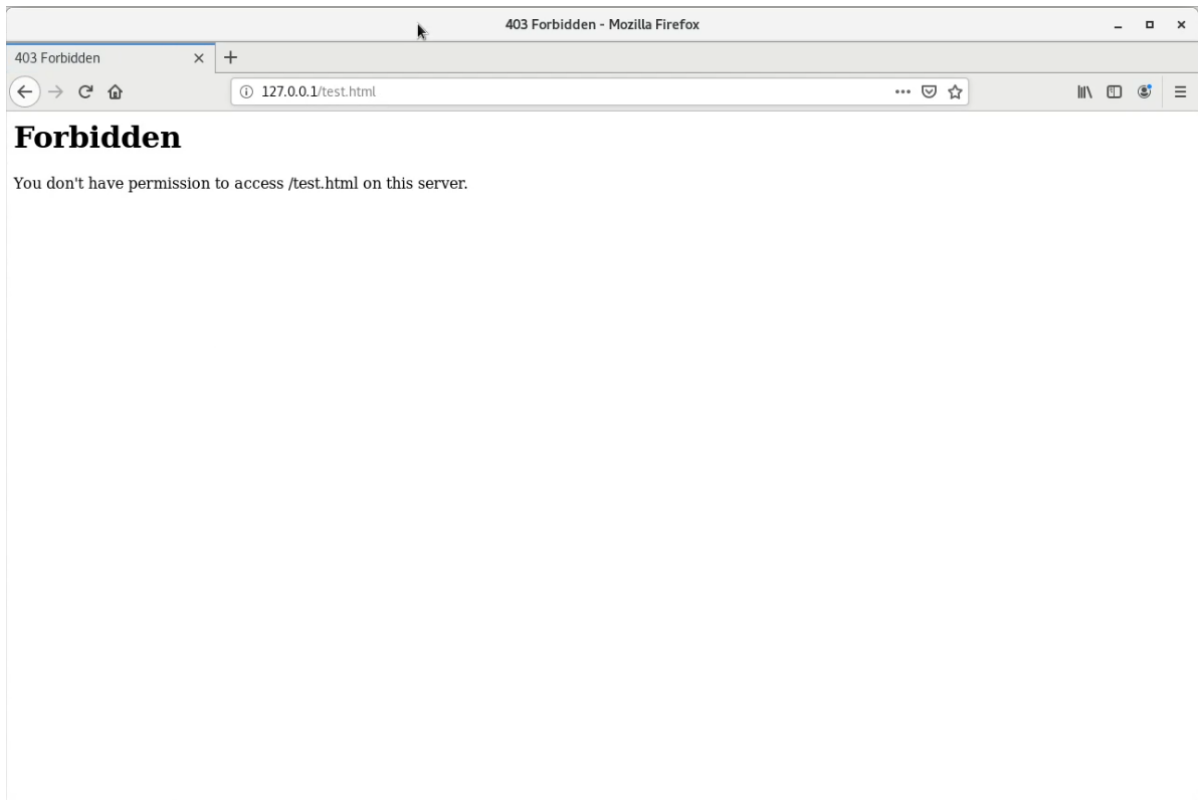 403 Forbidden - Mozilla Firefox
403 Forbidden
127.0.0.1/test.html
Forbidden
You don't have permission to access /test.html on this server.